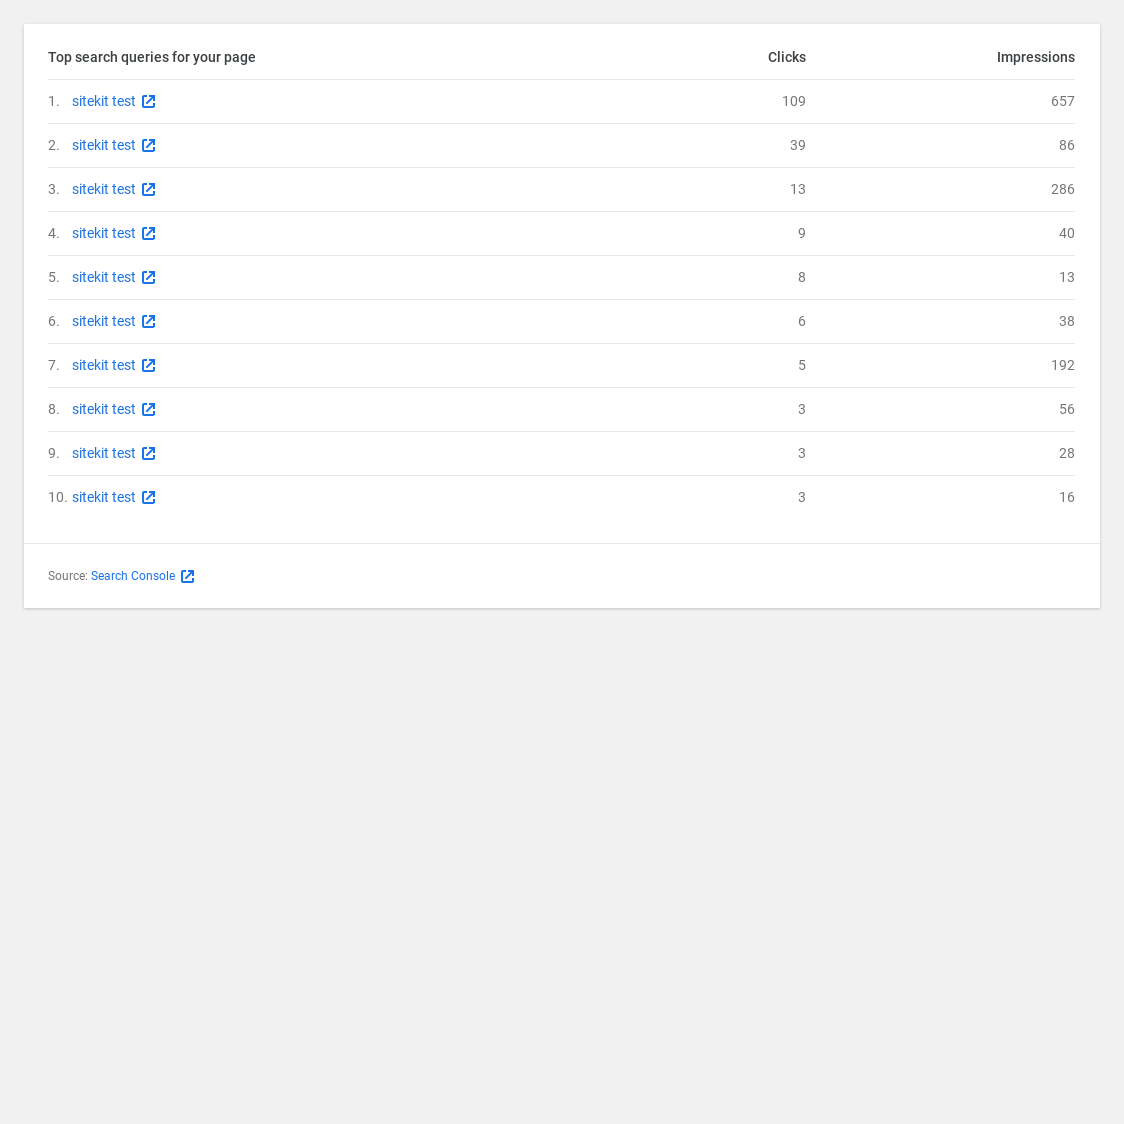 Top search queries for your page Clicks Impressions
1. sitekit test 109 657
2. sitekit test 39 86
3. sitekit test 13 286
4. sitekit test 9 40
5. sitekit test 8 13
6. sitekit test 6 38
7. sitekit test 5 192
8. sitekit test 3 56
9. sitekit test 3 28
10. sitekit test 3 16
Source: Search Console